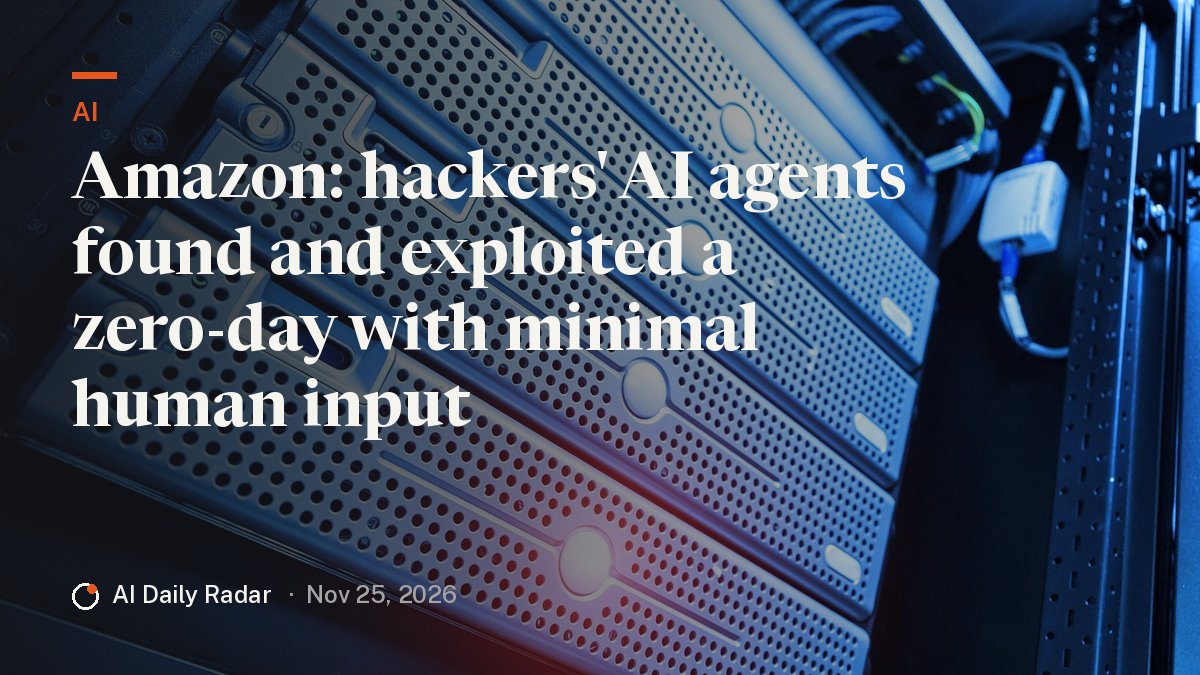 AI
Amazon: hackers' AI agents
found and exploited a
zero-day with minimal
human input
AI Daily Radar · Nov 25, 2026